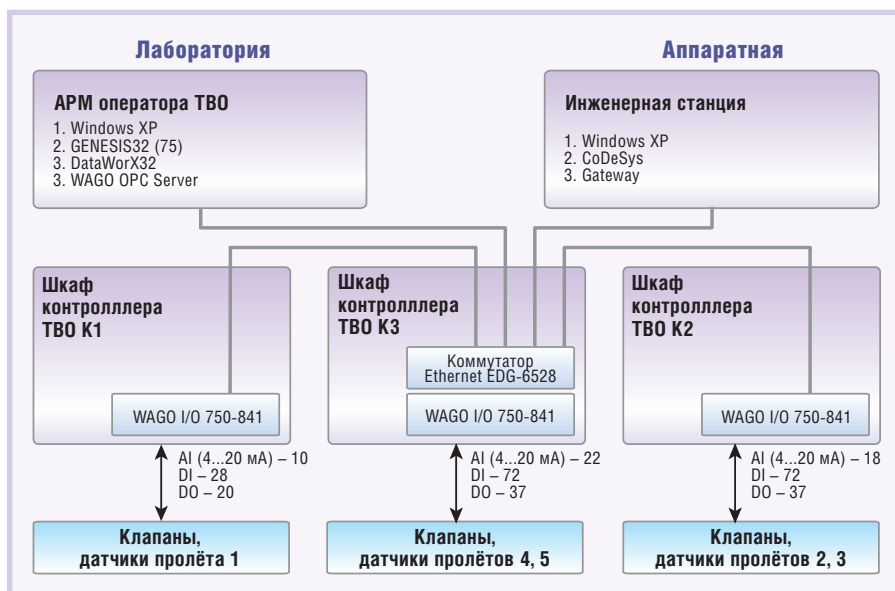 Лаборатория
Аппаратная
АРМ оператора ТВО
1. Windows XP
2. GENESIS32 (75)
3. DataWorX32
3. WAGO OPC Server
Инженерная станция
1. Windows XP
2. CoDeSys
3. Gateway
Шкаф
контролллера
ТВО К1
WAGO I/O 750-841
Шкаф
контролллера
ТВО К3
Коммутатор
Ethernet EDG-6528
WAGO I/O 750-841
Шкаф
контролллера
ТВО К2
WAGO I/O 750-841
AI (4...20 мА) – 10
DI – 28
DO – 20
AI (4...20 мА) – 22
DI – 72
DO – 37
AI (4...20 мА) – 18
DI – 72
DO – 37
Клапаны,
датчики пролёта 1
Клапаны,
датчики пролётов 4, 5
Клапаны,
датчики пролётов 2, 3